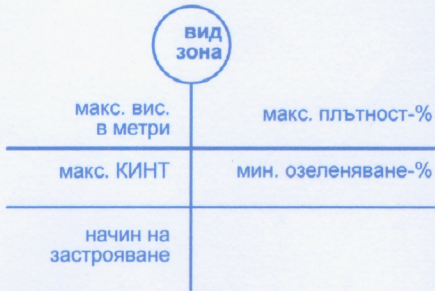 вид
зона
макс. вис.
в метри
макс. плътност-%
макс. КИНТ
мин. озеленяване-%
начин на
застрояване